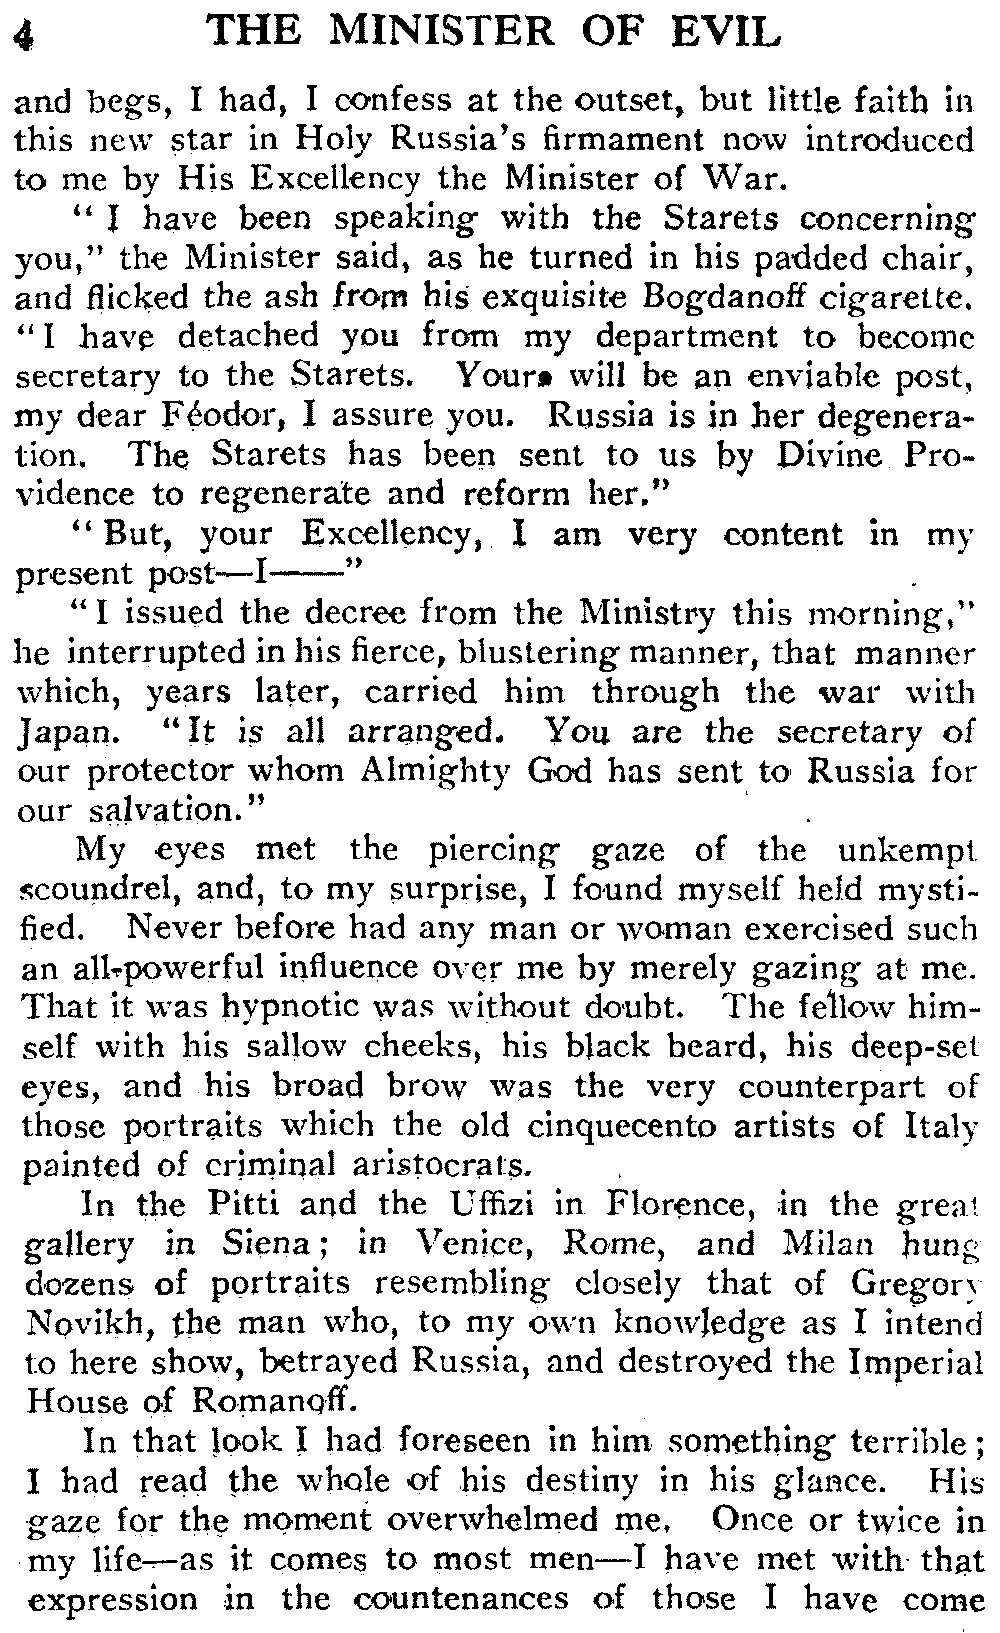 4 THE MINISTER OF EVIL
and begs, I had, I confess at the outset, but little faith in
this new star in Holy Russia's firmament now introduced
to me by His Excellency the Minister of War.
"I have been speaking with the Starets concerning
you," the Minister said, as he turned in his padded chair,
and flicked the ash from his exquisite Bogdanoff cigarette.
"I have detached you from my department to become
secretary to the Starets. Yours will be an enviable post,
my dear Féodor, I assure you. Russia is in her degenera-
tion. The Starets has been sent to us by Divine Pro-
vidence to regenerate and reform her."
"But, your Excellency, I am very content in my
present post—I——"
"I issued the decree from the Ministry this morning,"
he interrupted in his fierce, blustering manner, that manner
which, years later, carried him through the war with
Japan. "It is all arranged. You are the secretary of
our protector whom Almighty God has sent to Russia for
our salvation."
My eyes met the piercing gaze of the unkempt
scoundrel, and, to my surprise, I found myself held mysti-
fied. Never before had any man or woman exercised such
an all-powerful influence over me by merely gazing at me.
That it was hypnotic was without doubt. The fellow him-
self with his sallow cheeks, his black beard, his deep-set
eyes, and his broad brow was the very counterpart of
those portraits which the old cinquecento artists of Italy
painted of criminal aristocrats.
In the Pitti and the Uffizi in Florence, in the great
gallery in Siena; in Venice, Rome, and Milan hung
dozens of portraits resembling closely that of Gregory
Novikh, the man who, to my own knowledge as I intend
to here show, betrayed Russia, and destroyed the Imperial
House of Romanoff.
In that look I had foreseen in him something terrible;
I had read the whole of his destiny in his glance. His
gaze for the moment overwhelmed me. Once or twice in
my life—as it comes to most men—I have met with that
expression in the countenances of those I have come